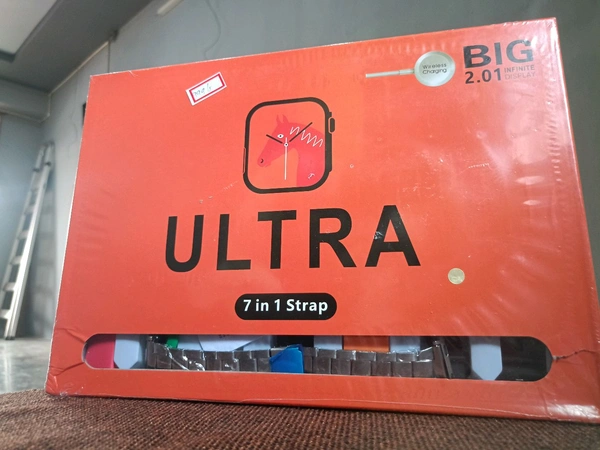 Wireless
Charging
BIG
2.01 INFINITE
DISPLAY
ULTRA
7 in 1 Strap